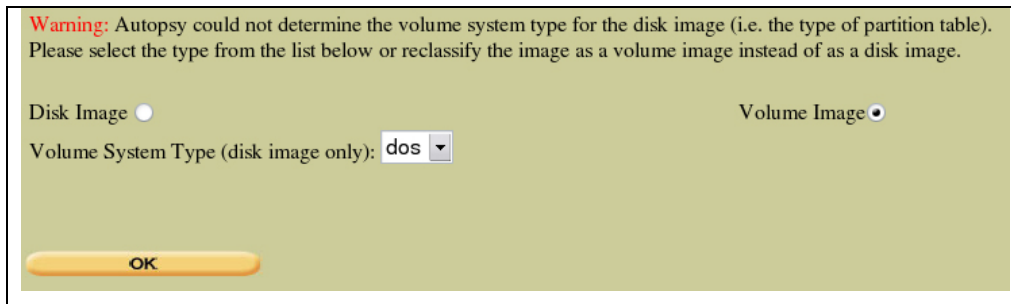 Warning: Autopsy could not determine the volume system type for the disk image (i.e. the type of partition table).
Please select the type from the list below or reclassify the image as a volume image instead of as a disk image.
Disk Image Volume Image
Volume System Type (disk image only): dos
OK